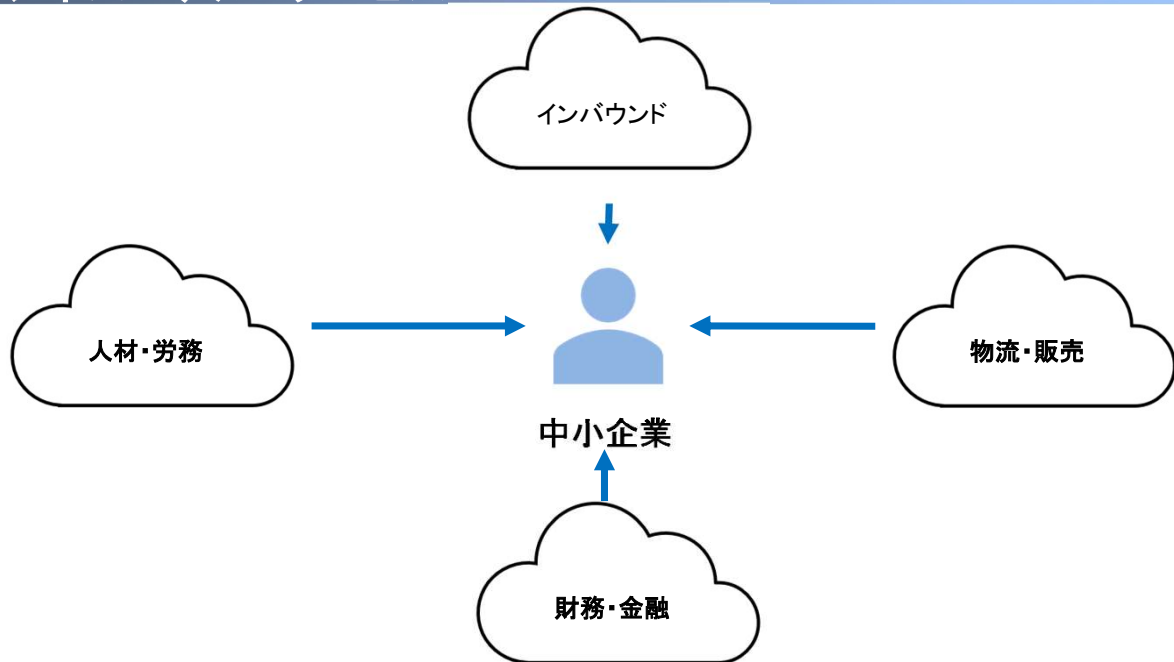 インバウンド
人材・労務
物流・販売
中小企業
財務・金融